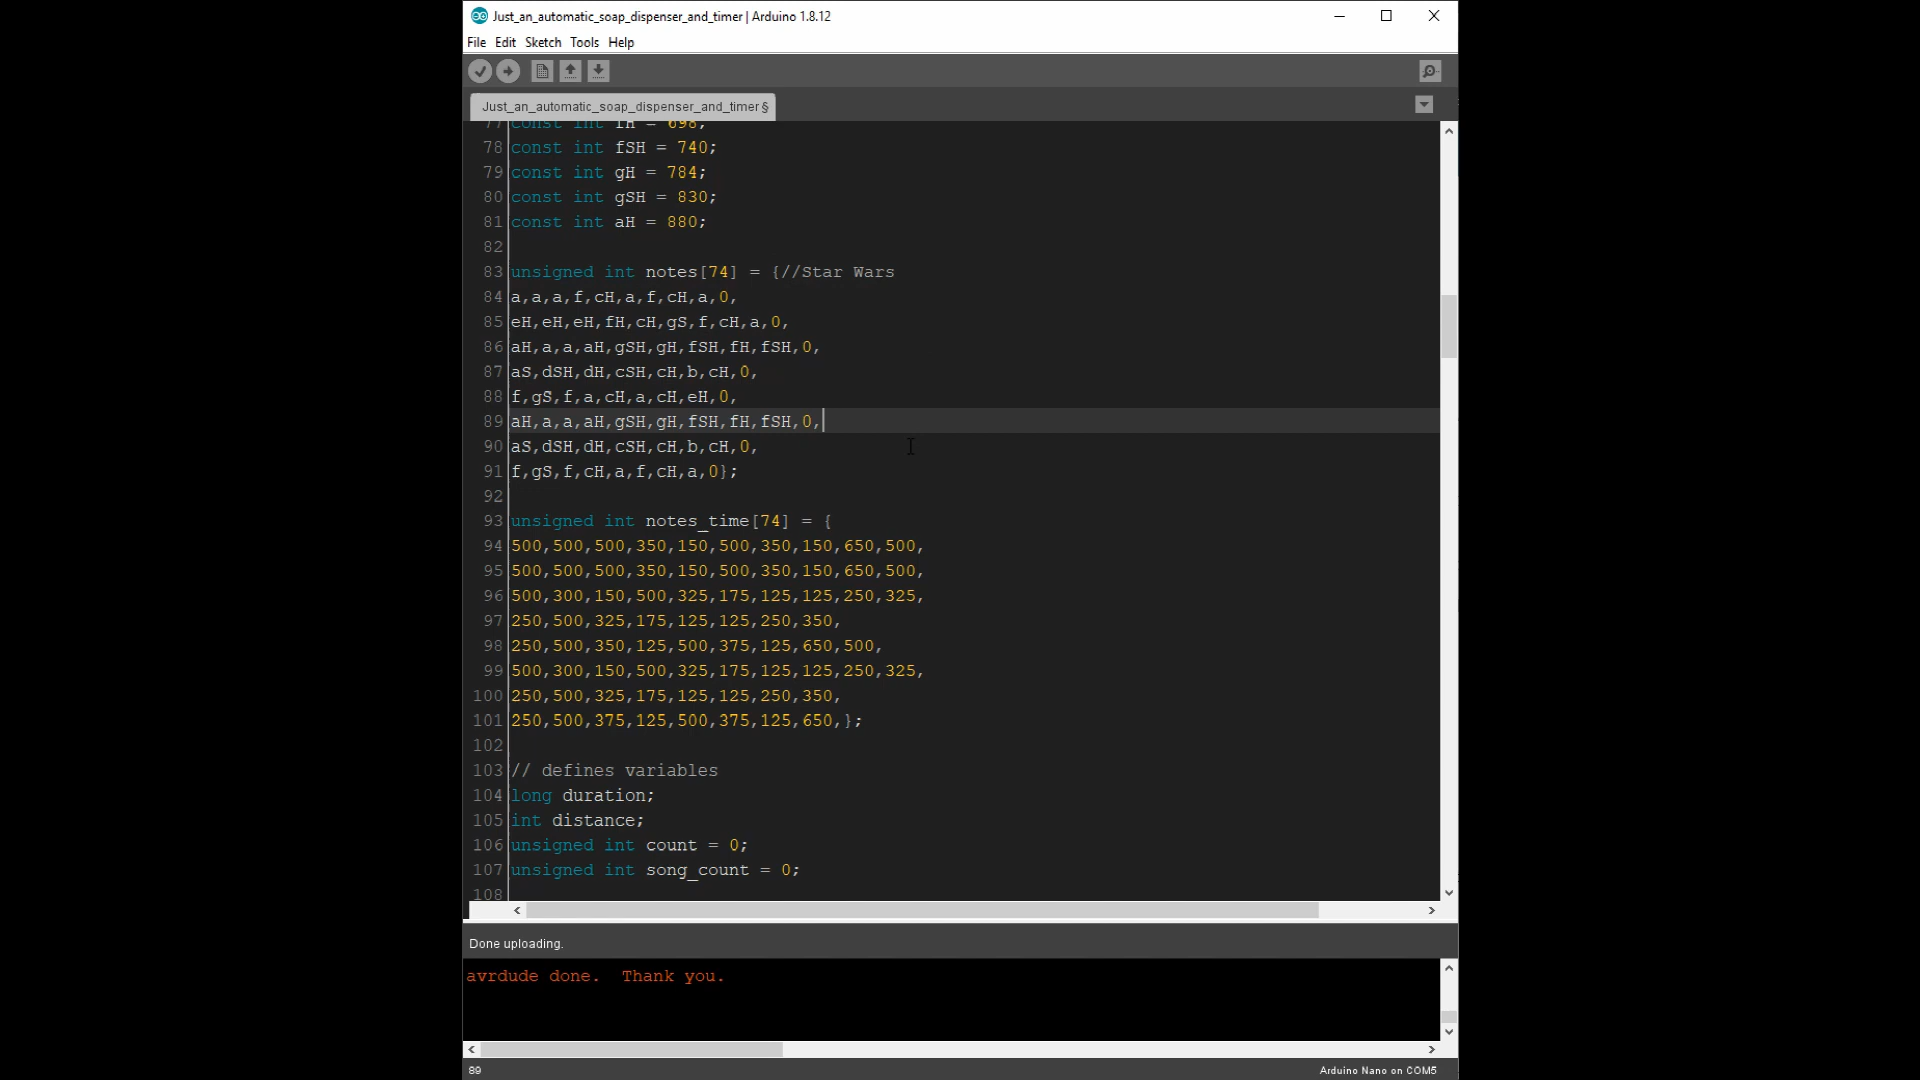 Just_an_automatic_soap_dispenser_and_timer | Arduino 1.8.12
File Edit Sketch Tools Help
Just_an_automatic_soap_dispenser_and_timer §
77 const int fH = 698;
78 const int fSH = 740;
79 const int gH = 784;
80 const int gSH = 830;
81 const int aH = 880;
82
83 unsigned int notes[74] = {//Star Wars
84 a,a,a,f,cH,a,f,cH,a,0,
85 eH,eH,eH,fH,cH,gS,f,cH,a,0,
86 aH,a,a,aH,gSH,gH,fSH,fH,fSH,0,
87 aS,dSH,dH,cSH,cH,b,cH,0,
88 f,gS,f,a,cH,a,cH,eH,0,
89 aH,a,a,aH,gSH,gH,fSH,fH,fSH,0,
90 aS,dSH,dH,cSH,cH,b,cH,0,
91 f,gS,f,cH,a,f,cH,a,0};
92
93 unsigned int notes_time[74] = {
94 500,500,500,350,150,500,350,150,650,500,
95 500,500,500,350,150,500,350,150,650,500,
96 500,300,150,500,325,175,125,125,250,325,
97 250,500,325,175,125,125,250,350,
98 250,500,350,125,500,375,125,650,500,
99 500,300,150,500,325,175,125,125,250,325,
100 250,500,325,175,125,125,250,350,
101 250,500,375,125,500,375,125,650,};
102
103 // defines variables
104 long duration;
105 int distance;
106 unsigned int count = 0;
107 unsigned int song_count = 0;
108
Done uploading.
avrdude done.  Thank you.
89 Arduino Nano on COM5